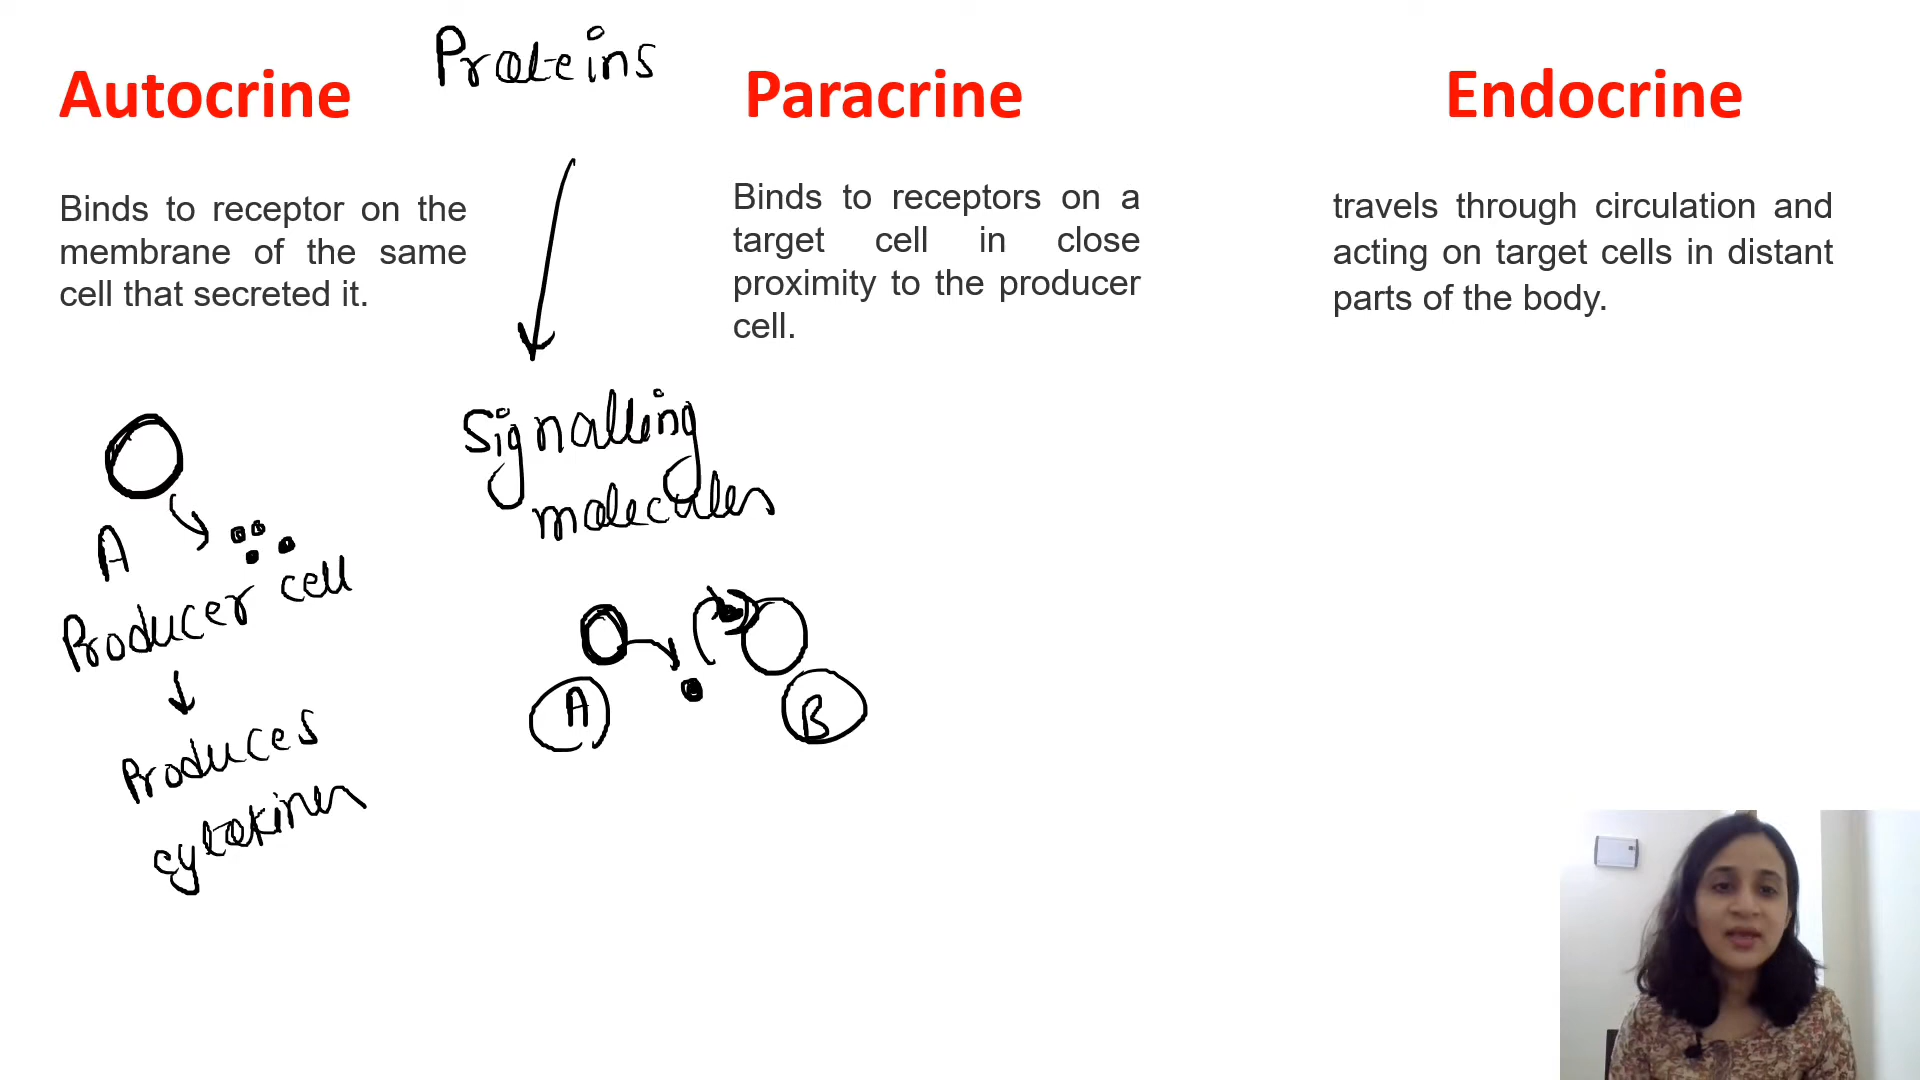 Proteins
Autocrine
Paracrine
Endocrine
Binds to receptor on the
membrane of the same
cell that secreted it.
Binds to receptors on a
target cell in close
proximity to the producer
cell.
travels through circulation and
acting on target cells in distant
parts of the body.
Signalling
molecules
A
Producer cell
Produces
cytokines
A
B